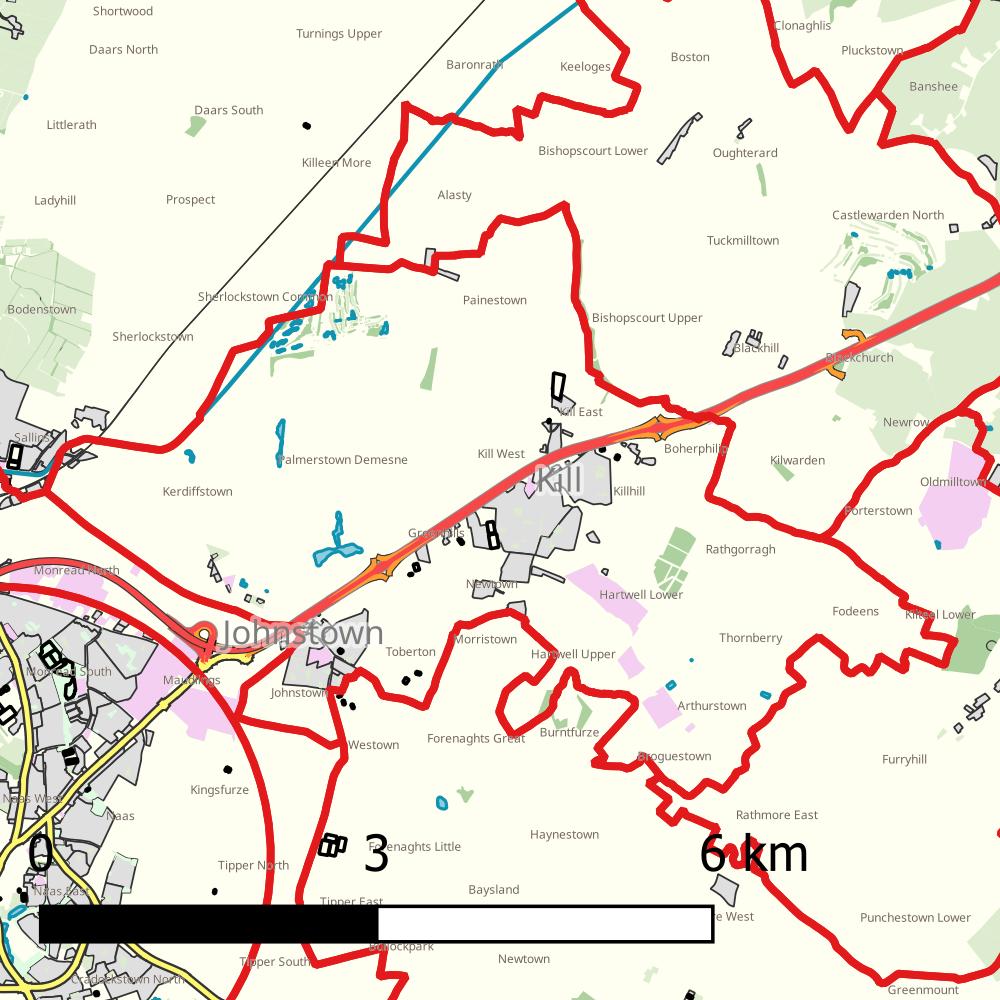 Shortwood
Clonaghlis
Turnings Upper
Daars North
Pluckstown
Boston
Baronrath
Keeloges
Banshee
Daars South
Littlerath
Bishopscourt Lower
Oughterard
Killeen More
Alasty
Ladyhill
Prospect
Castlewarden North
Tuckmilltown
Sherlockstown Common
Painestown
Bodenstown
Bishopscourt Upper
Sherlockstown
Blackhill
Blackchurch
Kill East
Newrow
Sallins
Boherphilip
Kill West
Palmerstown Demesne
Kilwarden
Kill
Oldmilltown
Kerdiffstown
Killhill
Porterstown
Greenhills
Rathgorragh
Monread North
Newtown
Hartwell Lower
Fodeens
Kilteel Lower
Johnstown
Morristown
Thornberry
Toberton
Hartwell Upper
Monread South
Maudlings
Johnstown
Arthurstown
Burntfurze
Forenaghts Great
Westown
Broguestown
Furryhill
Kingsfurze
Naas West
Naas
Rathmore East
Haynestown
Forenaghts Little
0 3 6 km
Tipper North
Naas East
Baysland
Tipper East
re West
Punchestown Lower
Bullockpark
Newtown
Tipper South
Cradockstown North
Greenmount